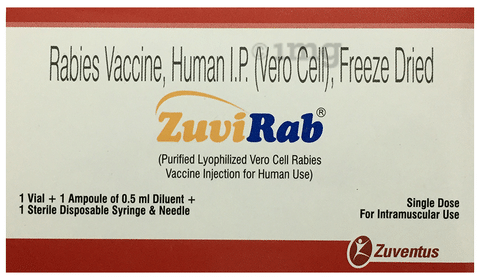 Rabies Vaccine, Human I.P. (Vero Cell), Freeze Dried
1mg
ZuviRab®
(Purified Lyophilized Vero Cell Rabies
Vaccine Injection for Human Use)
1 Vial + 1 Ampoule of 0.5 ml Diluent +
1 Sterile Disposable Syringe & Needle
Single Dose
For Intramuscular Use
Zuventus